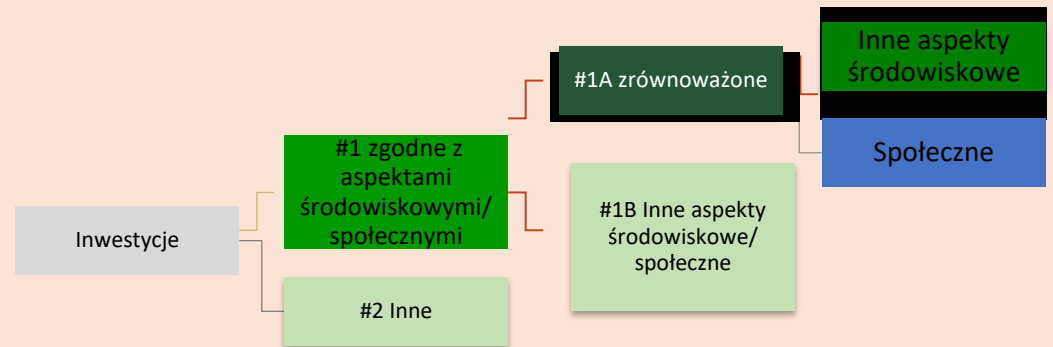 Inwestycje
#1 zgodne z
aspektami
środowiskowymi/
społecznymi
#2 Inne
#1A zrównoważone
#1B Inne aspekty
środowiskowe/
społeczne
Inne aspekty
środowiskowe
Społeczne